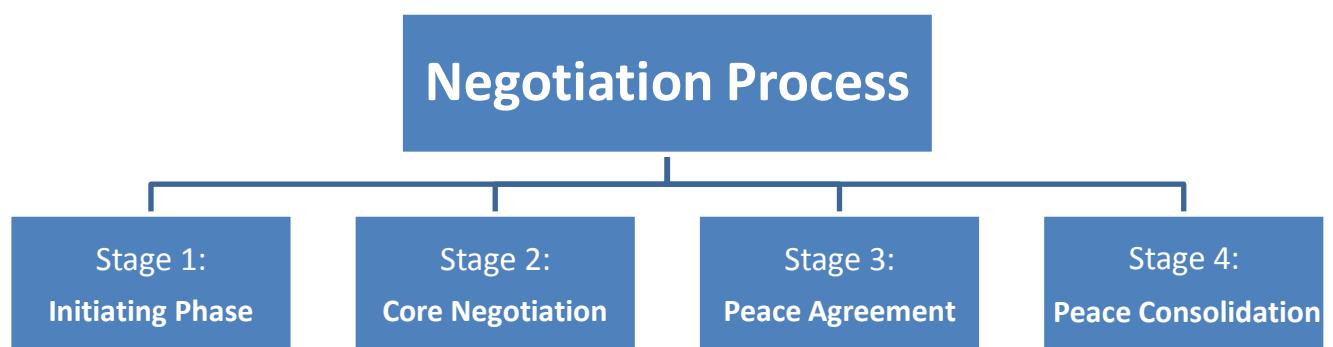 Negotiation Process
Stage 1:
Initiating Phase
Stage 2:
Core Negotiation
Stage 3:
Peace Agreement
Stage 4:
Peace Consolidation